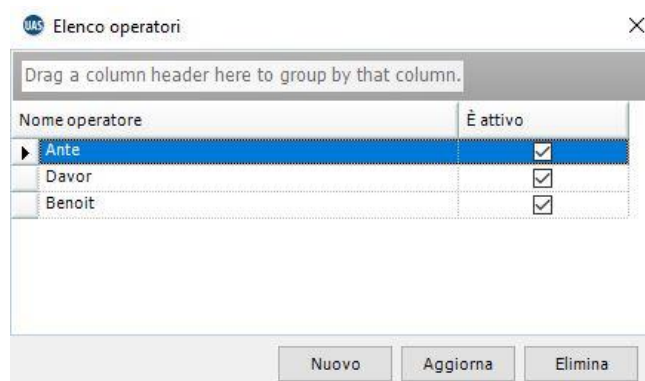 UAS Elenco operatori
Drag a column header here to group by that column.
Nome operatore È attivo
Ante
Davor
Benoit
Nuovo Aggiorna Elimina